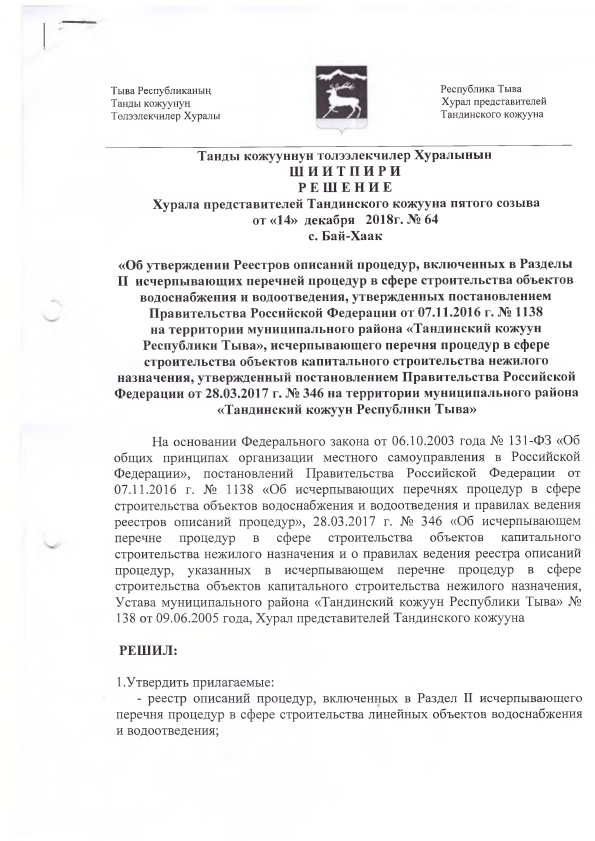 Тыва Республиканың
Танды кожуунуң
Төлээлекчилер Хуралы
Республика Тыва
Хурал представителей
Тандинского кожууна
Танды кожууннун толээлекчилер Хуралынын
Ш И И Т П И Р И
Р Е Ш Е Н И Е
Хурала представителей Тандинского кожууна пятого созыва
от «14» декабря 2018г. № 64
с. Бай-Хаак
«Об утверждении Реестров описаний процедур, включенных в Разделы
II исчерпывающих перечней процедур в сфере строительства объектов
водоснабжения и водоотведения, утвержденных постановлением
Правительства Российской Федерации от 07.11.2016 г. № 1138
на территории муниципального района «Тандинский кожуун
Республики Тыва», исчерпывающего перечня процедур в сфере
строительства объектов капитального строительства нежилого
назначения, утвержденный постановлением Правительства Российской
Федерации от 28.03.2017 г. № 346 на территории муниципального района
«Тандинский кожуун Республики Тыва»
На основании Федерального закона от 06.10.2003 года № 131-ФЗ «Об
общих принципах организации местного самоуправления в Российской
Федерации», постановлений Правительства Российской Федерации от
07.11.2016 г. № 1138 «Об исчерпывающих перечнях процедур в сфере
строительства объектов водоснабжения и водоотведения и правилах ведения
реестров описаний процедур», 28.03.2017 г. № 346 «Об исчерпывающем
перечне процедур в сфере строительства объектов капитального
строительства нежилого назначения и о правилах ведения реестра описаний
процедур, указанных в исчерпывающем перечне процедур в сфере
строительства объектов капитального строительства нежилого назначения,
Устава муниципального района «Тандинский кожуун Республики Тыва» №
138 от 09.06.2005 года, Хурал представителей Тандинского кожууна
РЕШИЛ:
1.Утвердить прилагаемые:
- реестр описаний процедур, включенных в Раздел II исчерпывающего
перечня процедур в сфере строительства линейных объектов водоснабжения
и водоотведения;